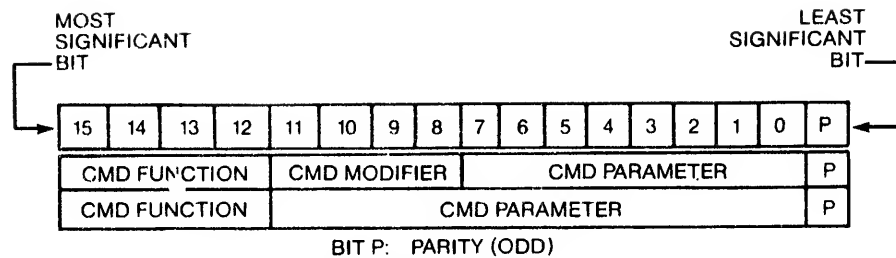 MOST
SIGNIFICANT
BIT
LEAST
SIGNIFICANT
BIT
15 14 13 12 11 10 9 8 7 6 5 4 3 2 1 0 P
CMD FUNCTION CMD MODIFIER CMD PARAMETER P
CMD FUNCTION CMD PARAMETER P
BIT P: PARITY (ODD)